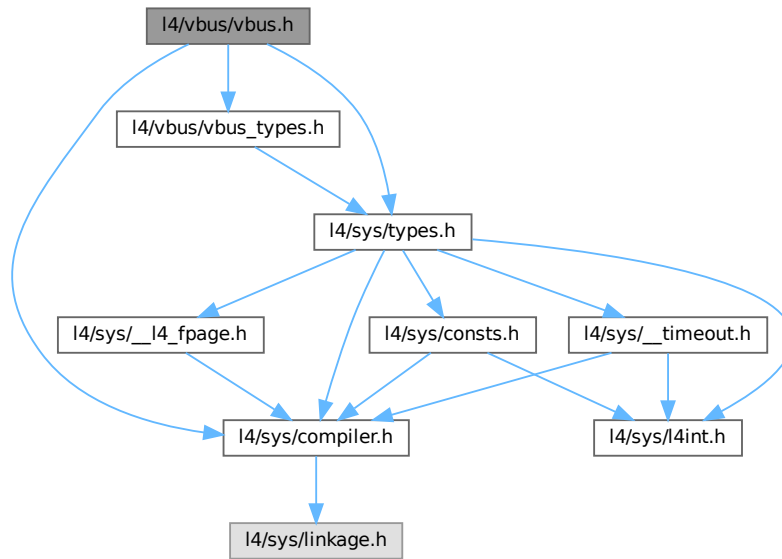 l4/vbus/vbus.h
l4/vbus/vbus_types.h
l4/sys/types.h
l4/sys/__l4_fpage.h
l4/sys/consts.h
l4/sys/__timeout.h
l4/sys/compiler.h
l4/sys/l4int.h
l4/sys/linkage.h